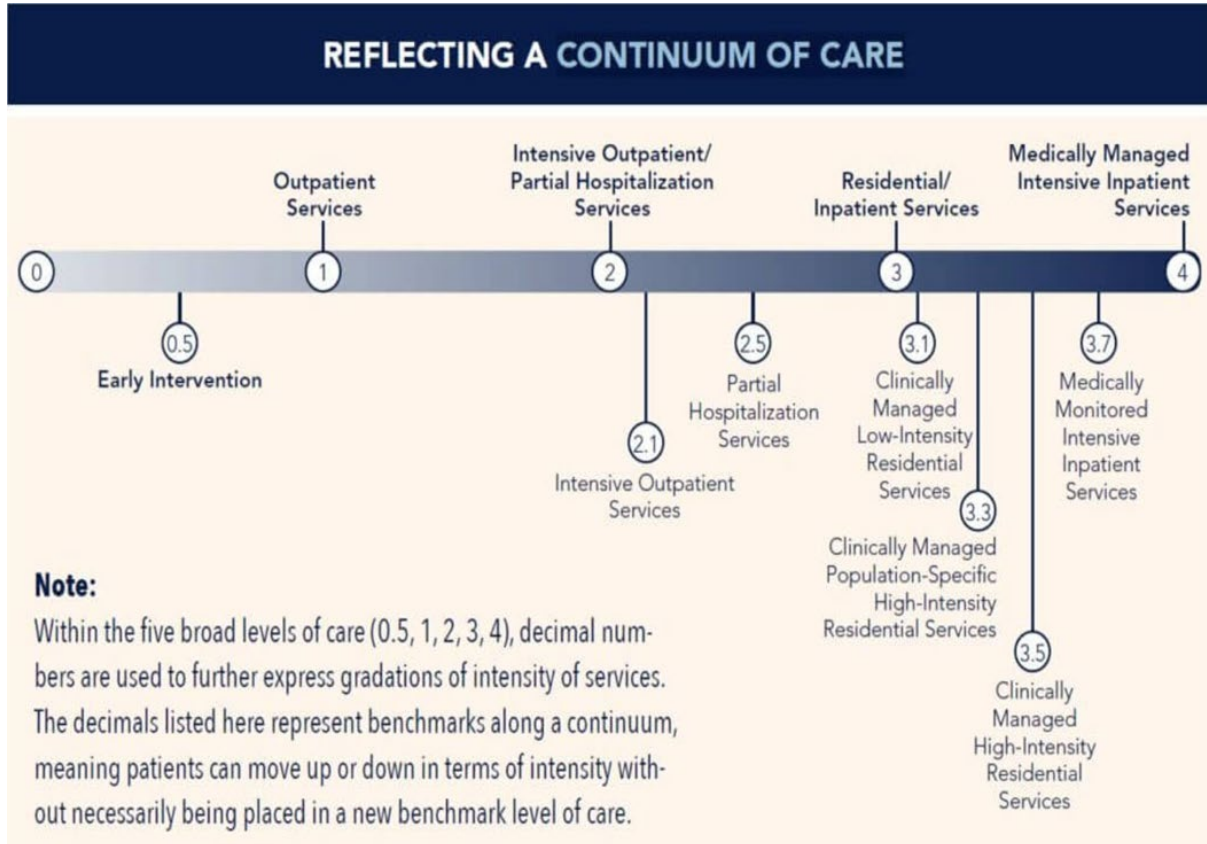 REFLECTING A CONTINUUM OF CARE
Outpatient
Services
Intensive Outpatient/
Partial Hospitalization
Services
Residential/
Inpatient Services
Medically Managed
Intensive Inpatient
Services
0
1
2
3
4
0.5
Early Intervention
2.1
Intensive Outpatient
Services
2.5
Partial
Hospitalization
Services
3.1
Clinically
Managed
Low-Intensity
Residential
Services
3.3
Clinically Managed
Population-Specific
High-Intensity
Residential Services
3.5
Clinically
Managed
High-Intensity
Residential
Services
3.7
Medically
Monitored
Intensive
Inpatient
Services
Note:
Within the five broad levels of care (0.5, 1, 2, 3, 4), decimal num-
bers are used to further express gradations of intensity of services.
The decimals listed here represent benchmarks along a continuum,
meaning patients can move up or down in terms of intensity with-
out necessarily being placed in a new benchmark level of care.